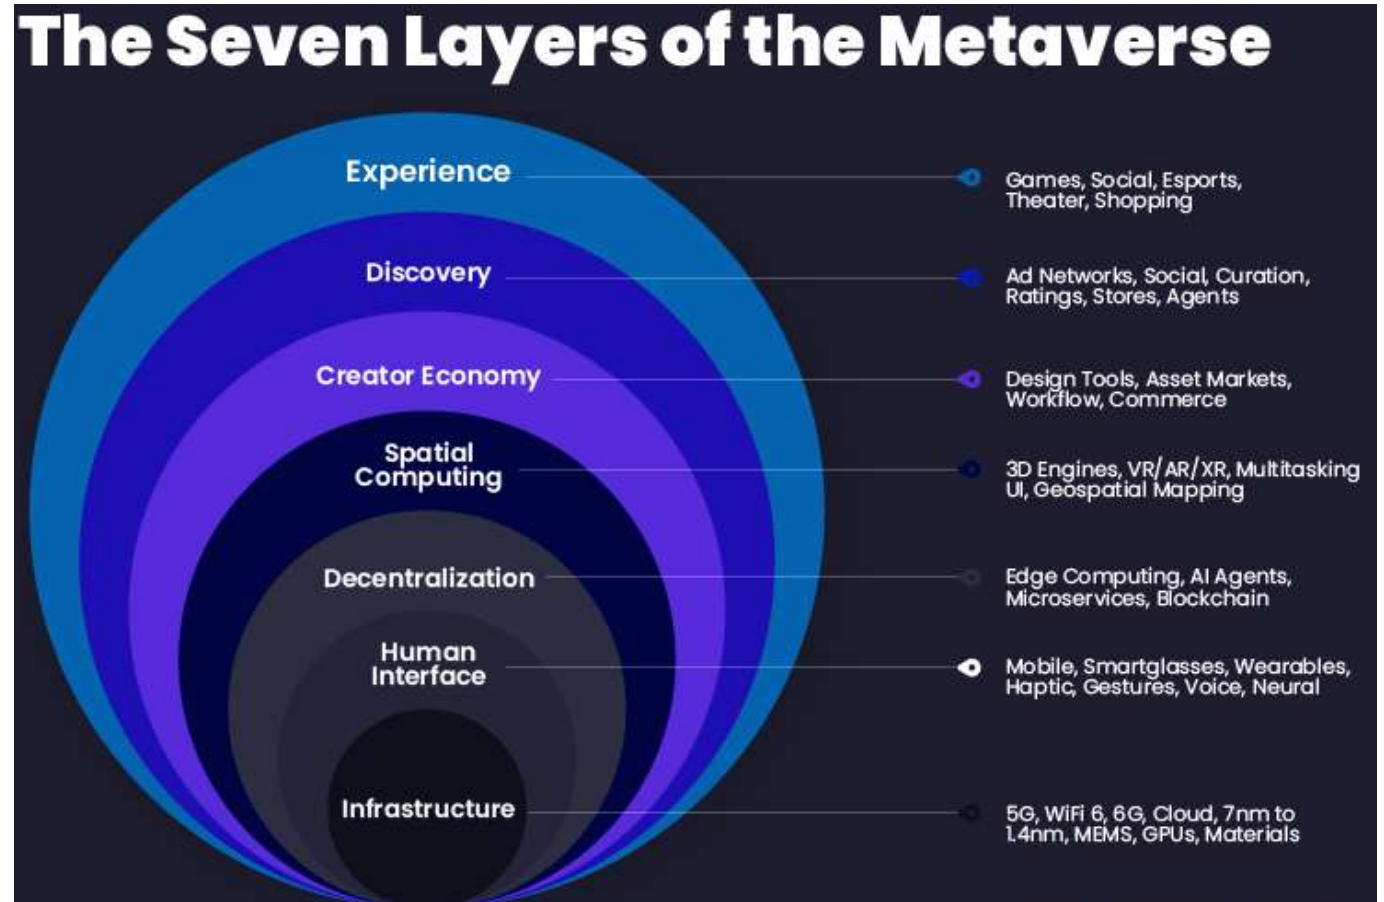 The Seven Layers of the Metaverse
Experience
Games, Social, Esports,
Theater, Shopping
Discovery
Ad Networks, Social, Curation,
Ratings, Stores, Agents
Creator Economy
Design Tools, Asset Markets,
Workflow, Commerce
Spatial
Computing
3D Engines, VR/AR/XR, Multitasking
UI, Geospatial Mapping
Decentralization
Edge Computing, AI Agents,
Microservices, Blockchain
Human
Interface
Mobile, Smartglasses, Wearables,
Haptic, Gestures, Voice, Neural
Infrastructure
5G, WiFi 6, 6G, Cloud, 7nm to
1.4nm, MEMS, GPUs, Materials